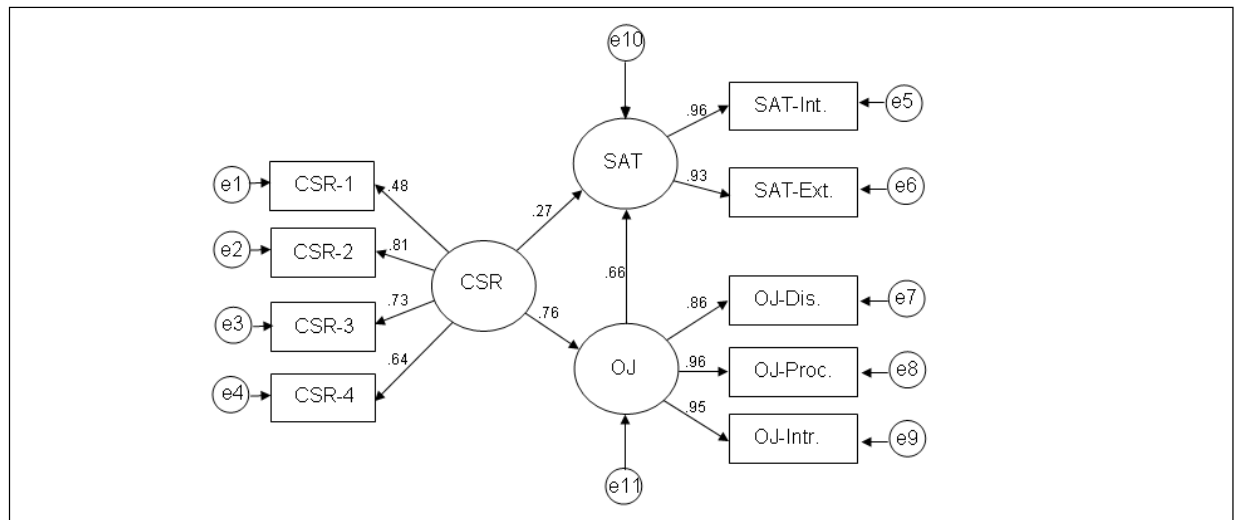 e10
.96
SAT-Int.
e5
SAT
.93
SAT-Ext.
e6
e1
CSR-1
.48
.27
e2
CSR-2
.81
CSR
.66
e3
CSR-3
.73
.76
.86
OJ-Dis.
e7
.64
OJ
.96
OJ-Proc.
e8
e4
CSR-4
.95
OJ-Intr.
e9
e11